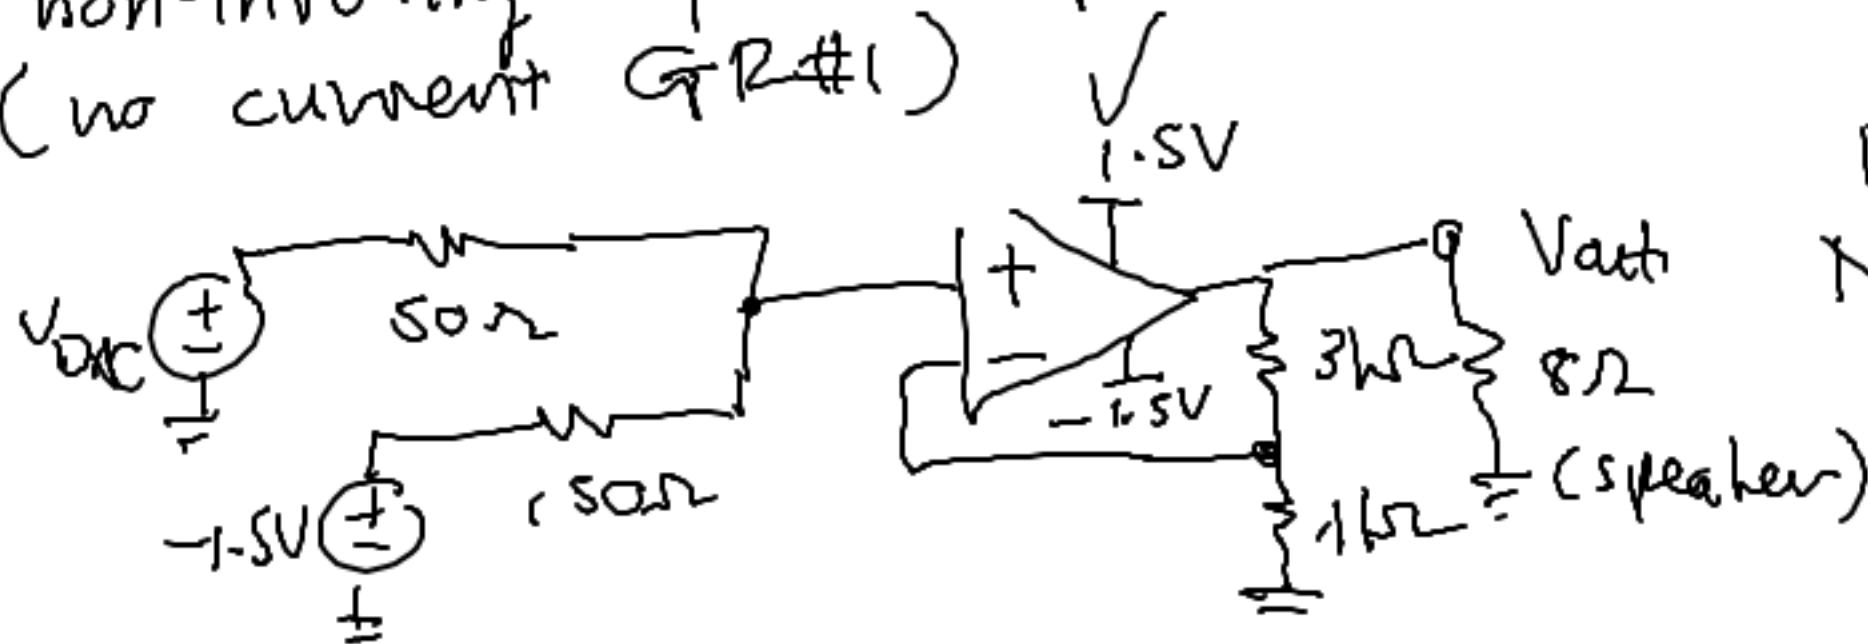 (no current GR#1) ✓
1.5V
+
Vout
VDAC
+
−
50Ω
3kΩ
8Ω
−
−1.5V
−1.5V
+
−
150Ω
(speaker)
1kΩ